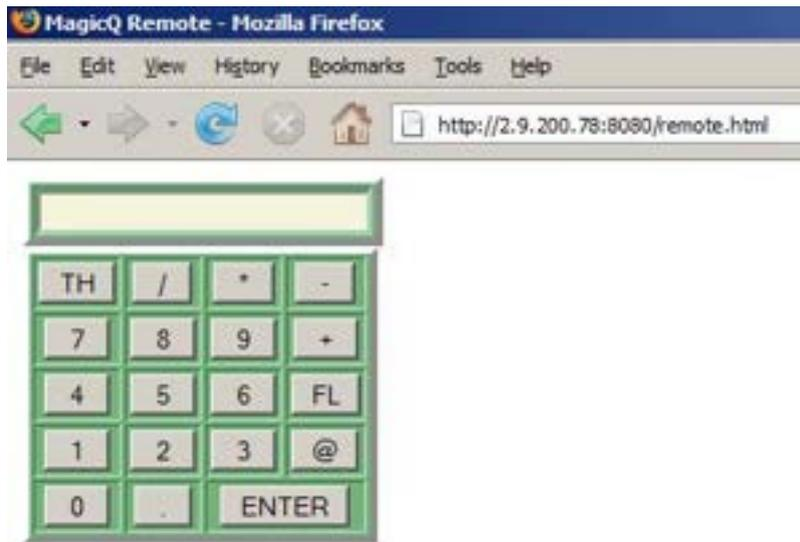 MagicQ Remote - Mozilla Firefox
File Edit View History Bookmarks Tools Help
http://2.9.200.78:8080/remote.html
TH / * -
7 8 9 +
4 5 6 FL
1 2 3 @
0 . ENTER